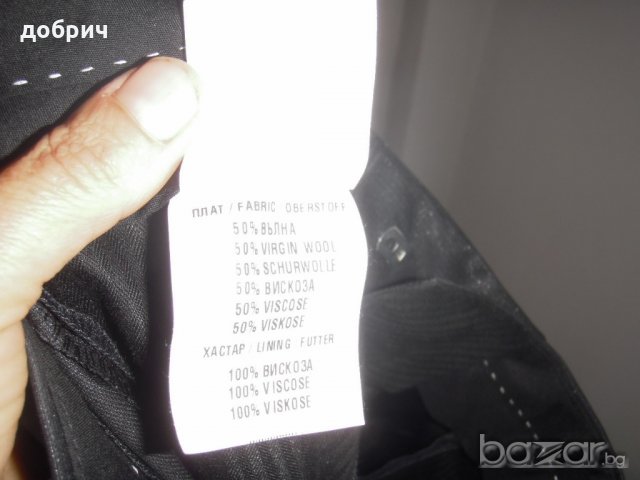 добрич
ПЛАТ / FABRIC OBERSTOFF
50% ВЪЛНА
50% VIRGIN WOOL
50% SCHURWOLLE
50% ВИСКОЗА
50% VISCOSE
50% VISKOSE
ХАСТАР / LINING FUTTER
100% ВИСКОЗА
100% VISCOSE
100% VISKOSE
bazar.bg